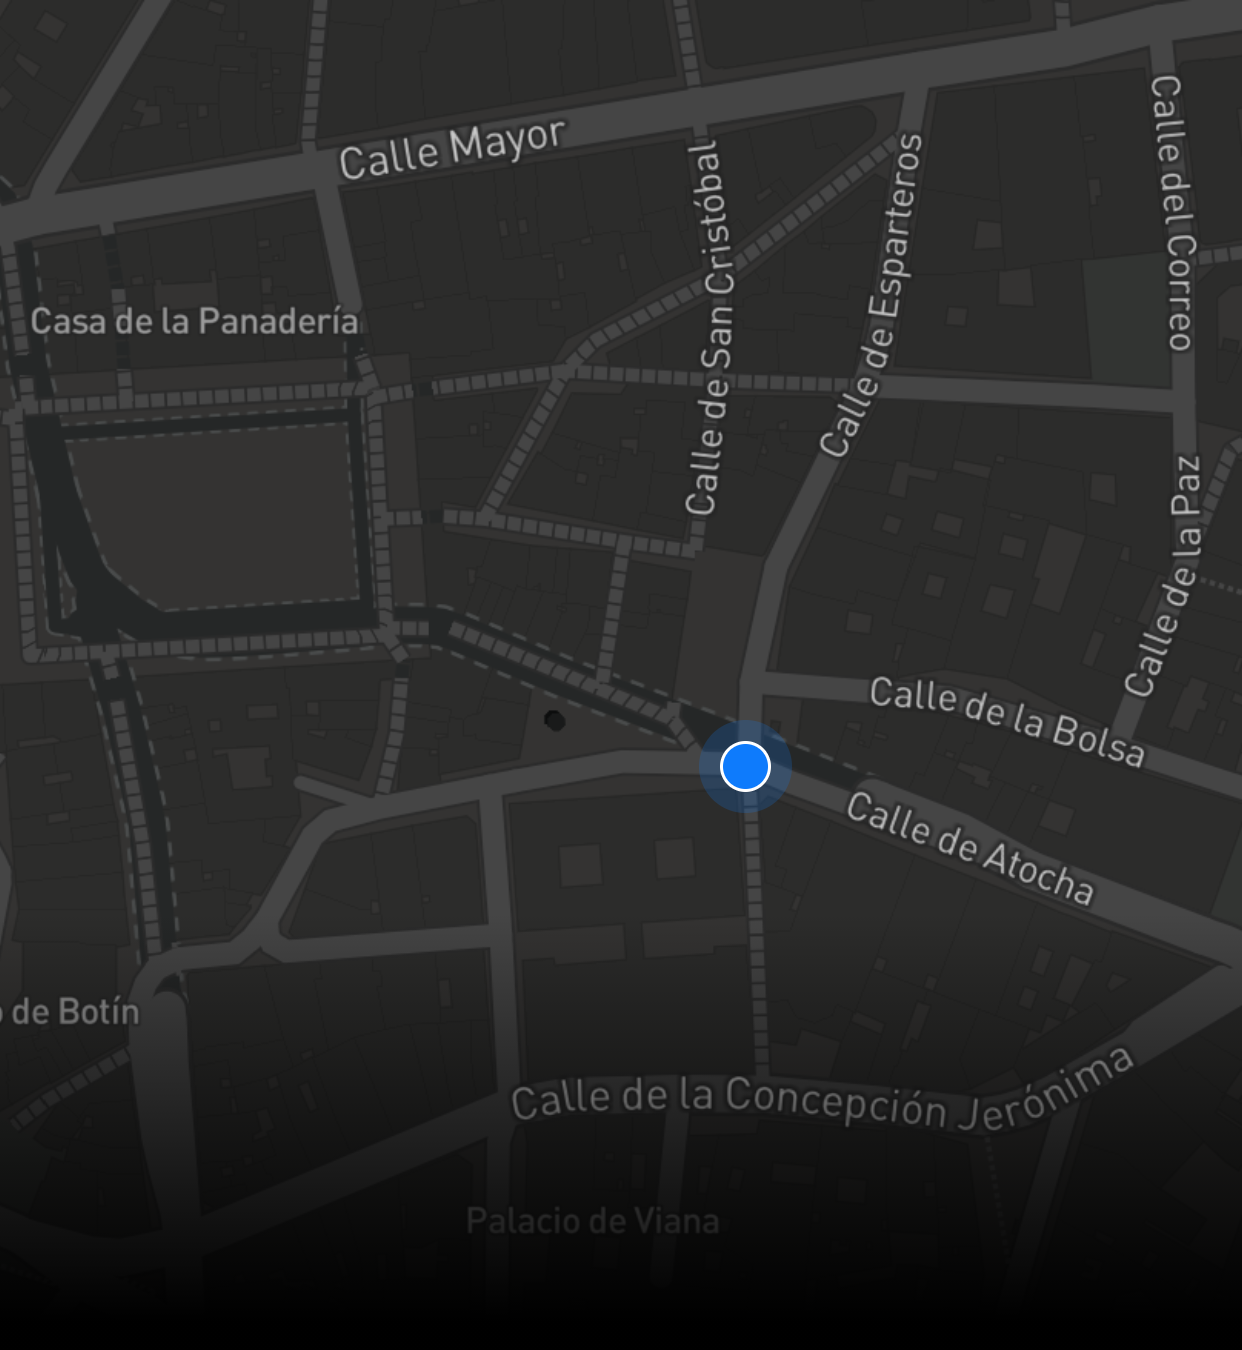 Calle Mayor
Calle del Correo
Calle de San Cristóbal
Calle de Esparteros
Casa de la Panadería
Calle de la Paz
Calle de la Bolsa
Calle de Atocha
de Botín
Calle de la Concepción Jerónima
Palacio de Viana